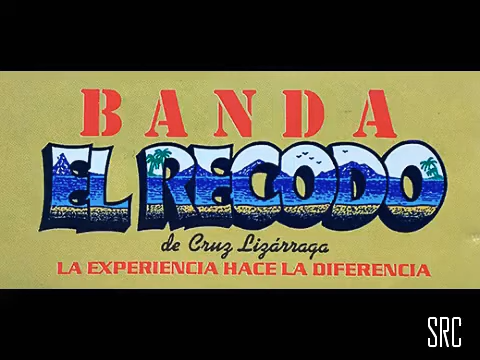 BANDA
EL RECODO
de Cruz Lizárraga
LA EXPERIENCIA HACE LA DIFERENCIA
SRC